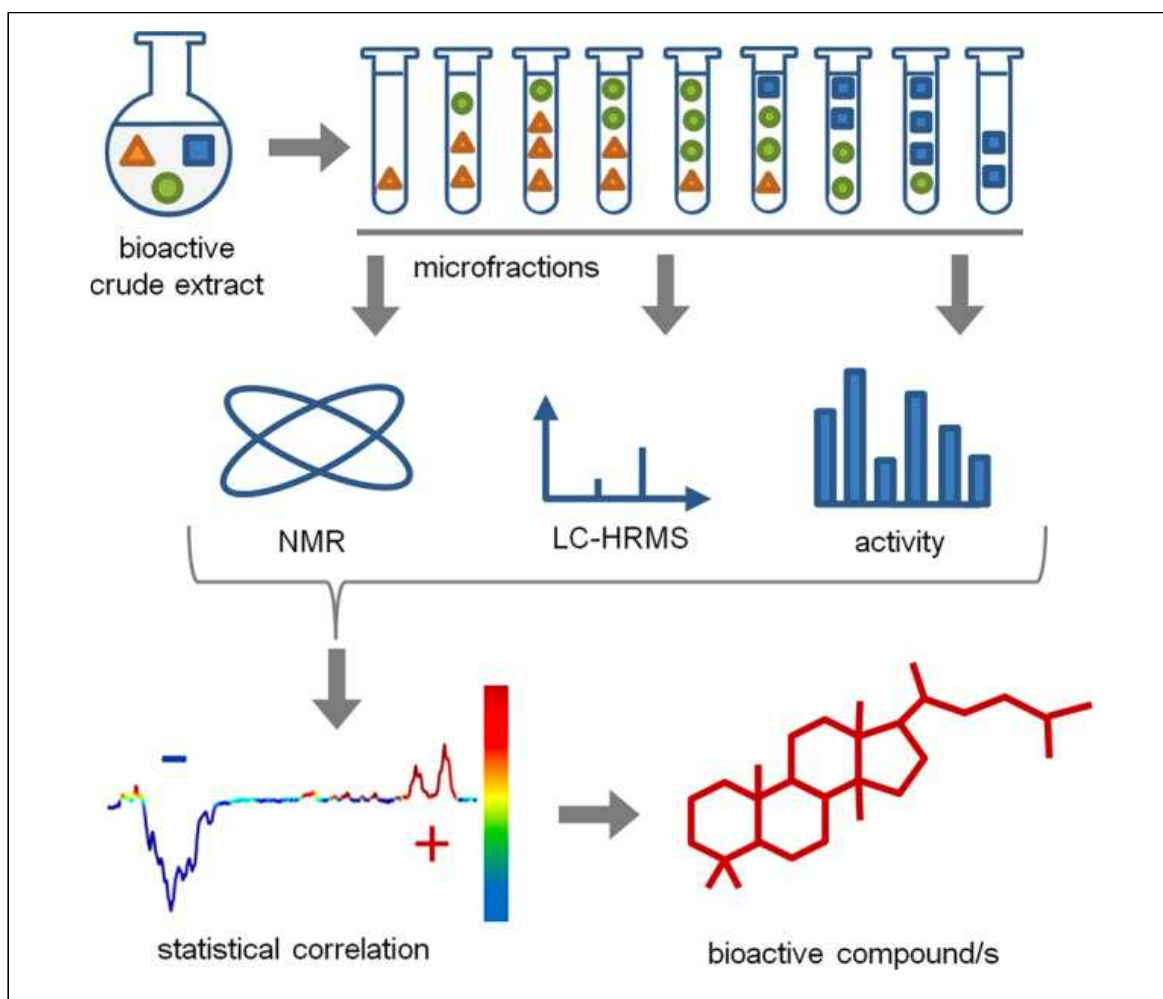 bioactive
crude extract
microfractions
NMR
LC-HRMS
activity
−
+
statistical correlation
bioactive compound/s